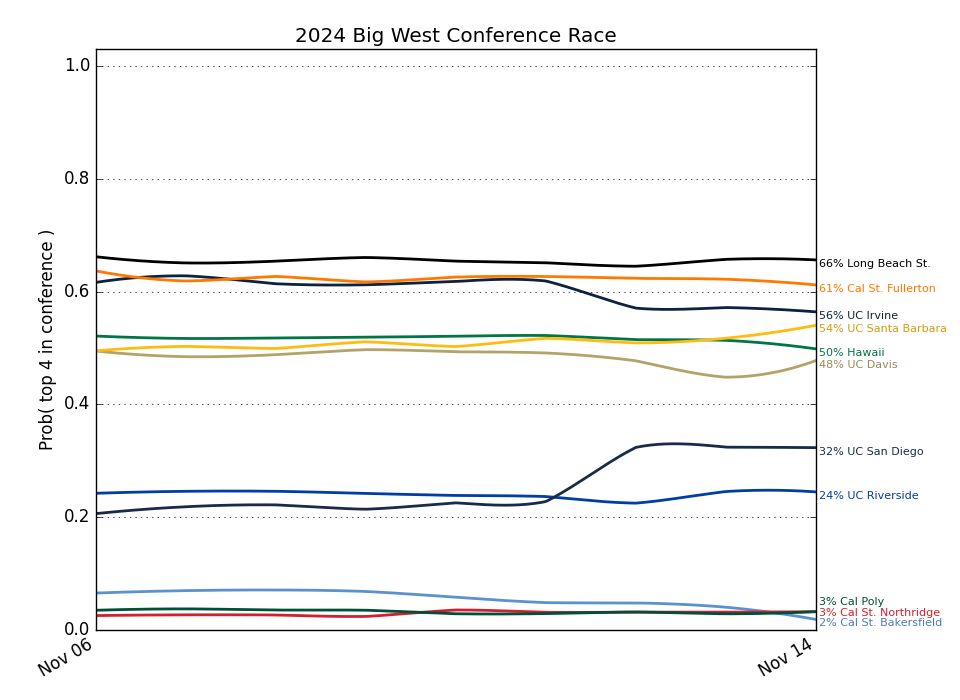 2024 Big West Conference Race
1.0
0.8
0.6
0.4
0.2
0.0
Prob( top 4 in conference )
66% Long Beach St.
61% Cal St. Fullerton
56% UC Irvine
54% UC Santa Barbara
50% Hawaii
48% UC Davis
32% UC San Diego
24% UC Riverside
3% Cal Poly
3% Cal St. Northridge
2% Cal St. Bakersfield
Nov 06
Nov 14